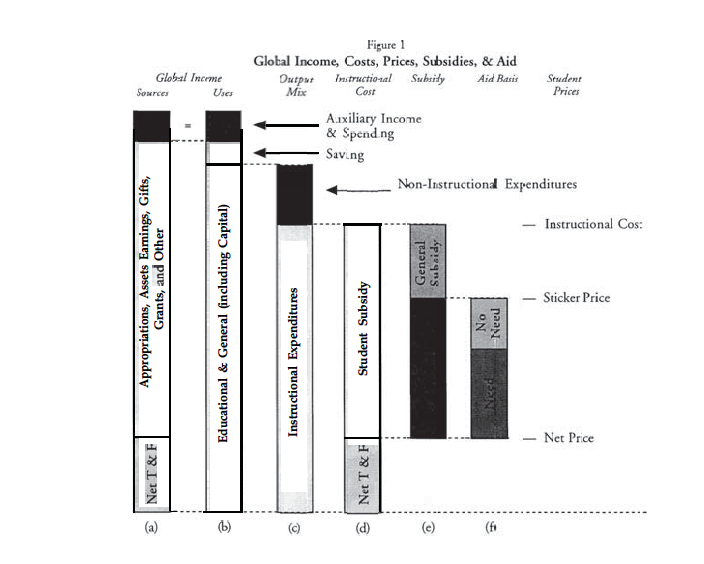 Figure 1
Global Income, Costs, Prices, Subsidies, & Aid
Global Income
Output
Mix
Instructional
Cost
Subsidy
Aid Basis
Student
Prices
Sources
Uses
=
Auxiliary Income
& Spending
Saving
Non-Instructional Expenditures
Instructional Cos:
Sticker Price
Net Price
Appropriations, Assets Earnings, Gifts,
Grants, and Other
Net T & F
Educational & General (including Capital)
Instructional Expenditures
Student Subsidy
Net T & F
General
Subsidy
No
Need
Need
(a)
(b)
(c)
(d)
(e)
(f)